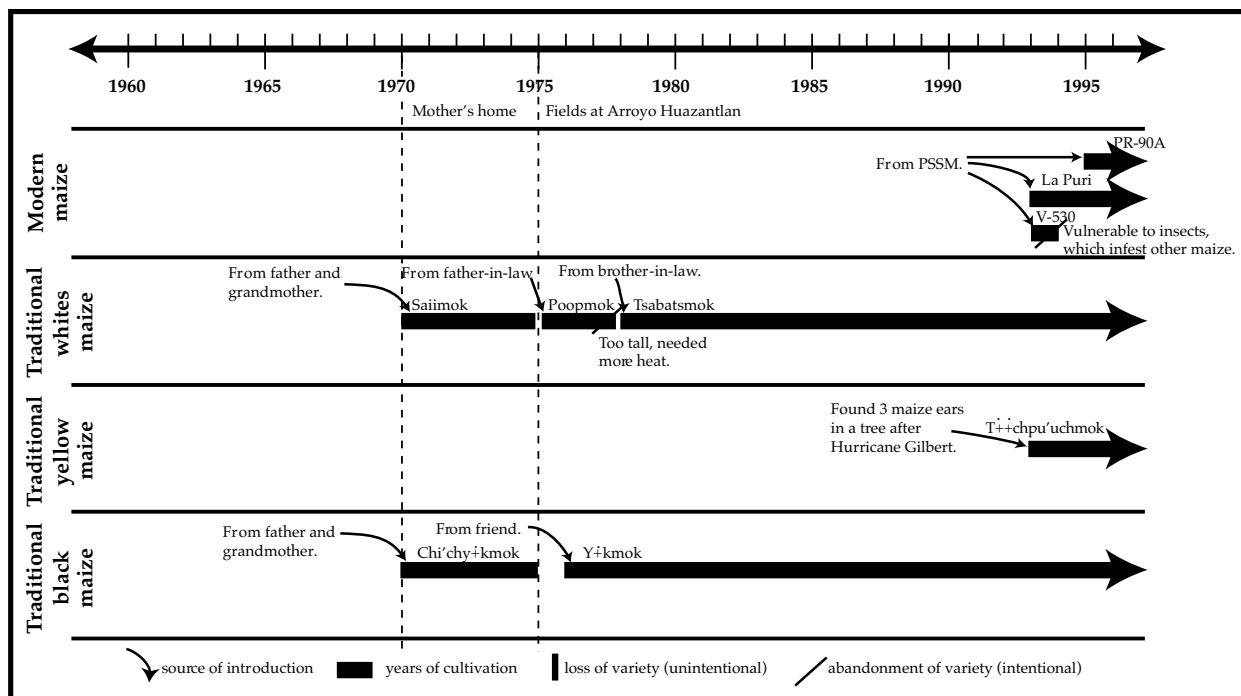 1960 1965 1970 1975 1980 1985 1990 1995
Mother's home Fields at Arroyo Huazantlan
Modern
maize
From PSSM.
PR-90A
La Puri
V-530
Vulnerable to insects,
which infest other maize.
Traditional
whites
maize
From father and
grandmother.
Saiimok
From father-in-law
Poopmok
From brother-in-law.
Tsabatsmok
Too tall, needed
more heat.
Traditional
yellow
maize
Found 3 maize ears
in a tree after
Hurricane Gilbert.
Tɨ̇ɨ̇chpu'uchmok
Traditional
black
maize
From father and
grandmother.
Chi'chyɨ̇kmok
From friend.
Yɨ̇kmok
source of introduction years of cultivation loss of variety (unintentional) abandonment of variety (intentional)